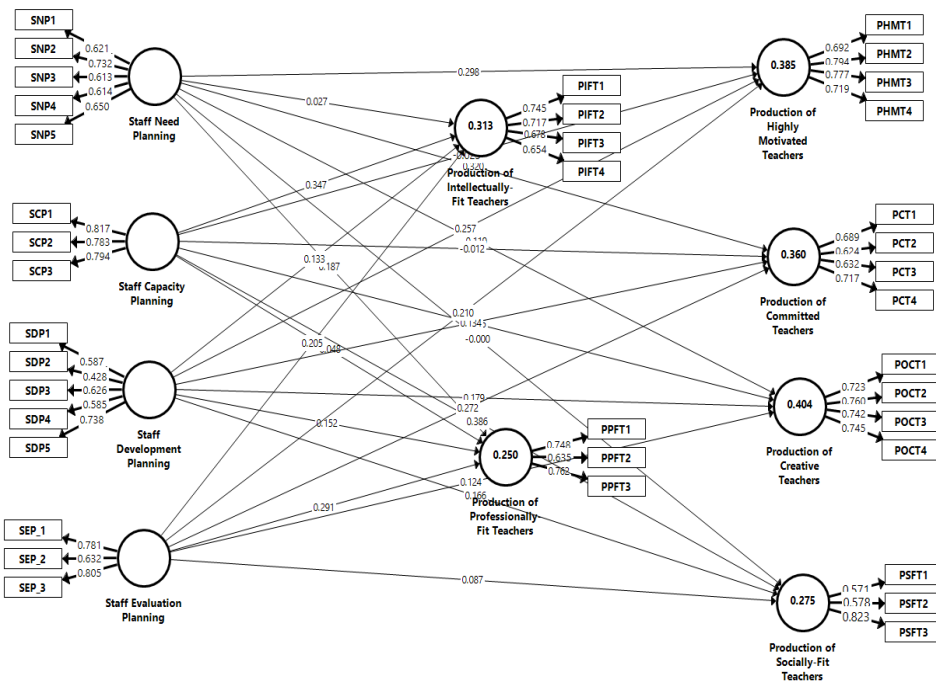 SNP1
SNP2
SNP3
SNP4
SNP5
0.621
0.732
0.613
0.614
0.650
Staff Need
Planning
SCP1
SCP2
SCP3
0.817
0.783
0.794
Staff Capacity
Planning
SDP1
SDP2
SDP3
SDP4
SDP5
0.587
0.428
0.626
0.585
0.738
Staff
Development
Planning
SEP_1
SEP_2
SEP_3
0.781
0.632
0.805
Staff Evaluation
Planning
0.298
0.027
0.347
0.257
-0.012
0.133
0.187
0.210
-0.000
0.205
0.179
0.272
0.386
0.152
0.124
0.166
0.291
0.087
0.313
Production of
Intellectually-
Fit Teachers
0.745
0.717
0.678
0.654
PIFT1
PIFT2
PIFT3
PIFT4
0.250
Production of
Professionally-
Fit Teachers
0.748
0.635
0.762
PPFT1
PPFT2
PPFT3
0.385
Production of
Highly
Motivated
Teachers
0.692
0.794
0.777
0.719
PHMT1
PHMT2
PHMT3
PHMT4
0.360
Production of
Committed
Teachers
0.689
0.624
0.632
0.717
PCT1
PCT2
PCT3
PCT4
0.404
Production of
Creative
Teachers
0.723
0.760
0.742
0.745
POCT1
POCT2
POCT3
POCT4
0.275
Production of
Socially-Fit
Teachers
0.571
0.578
0.823
PSFT1
PSFT2
PSFT3